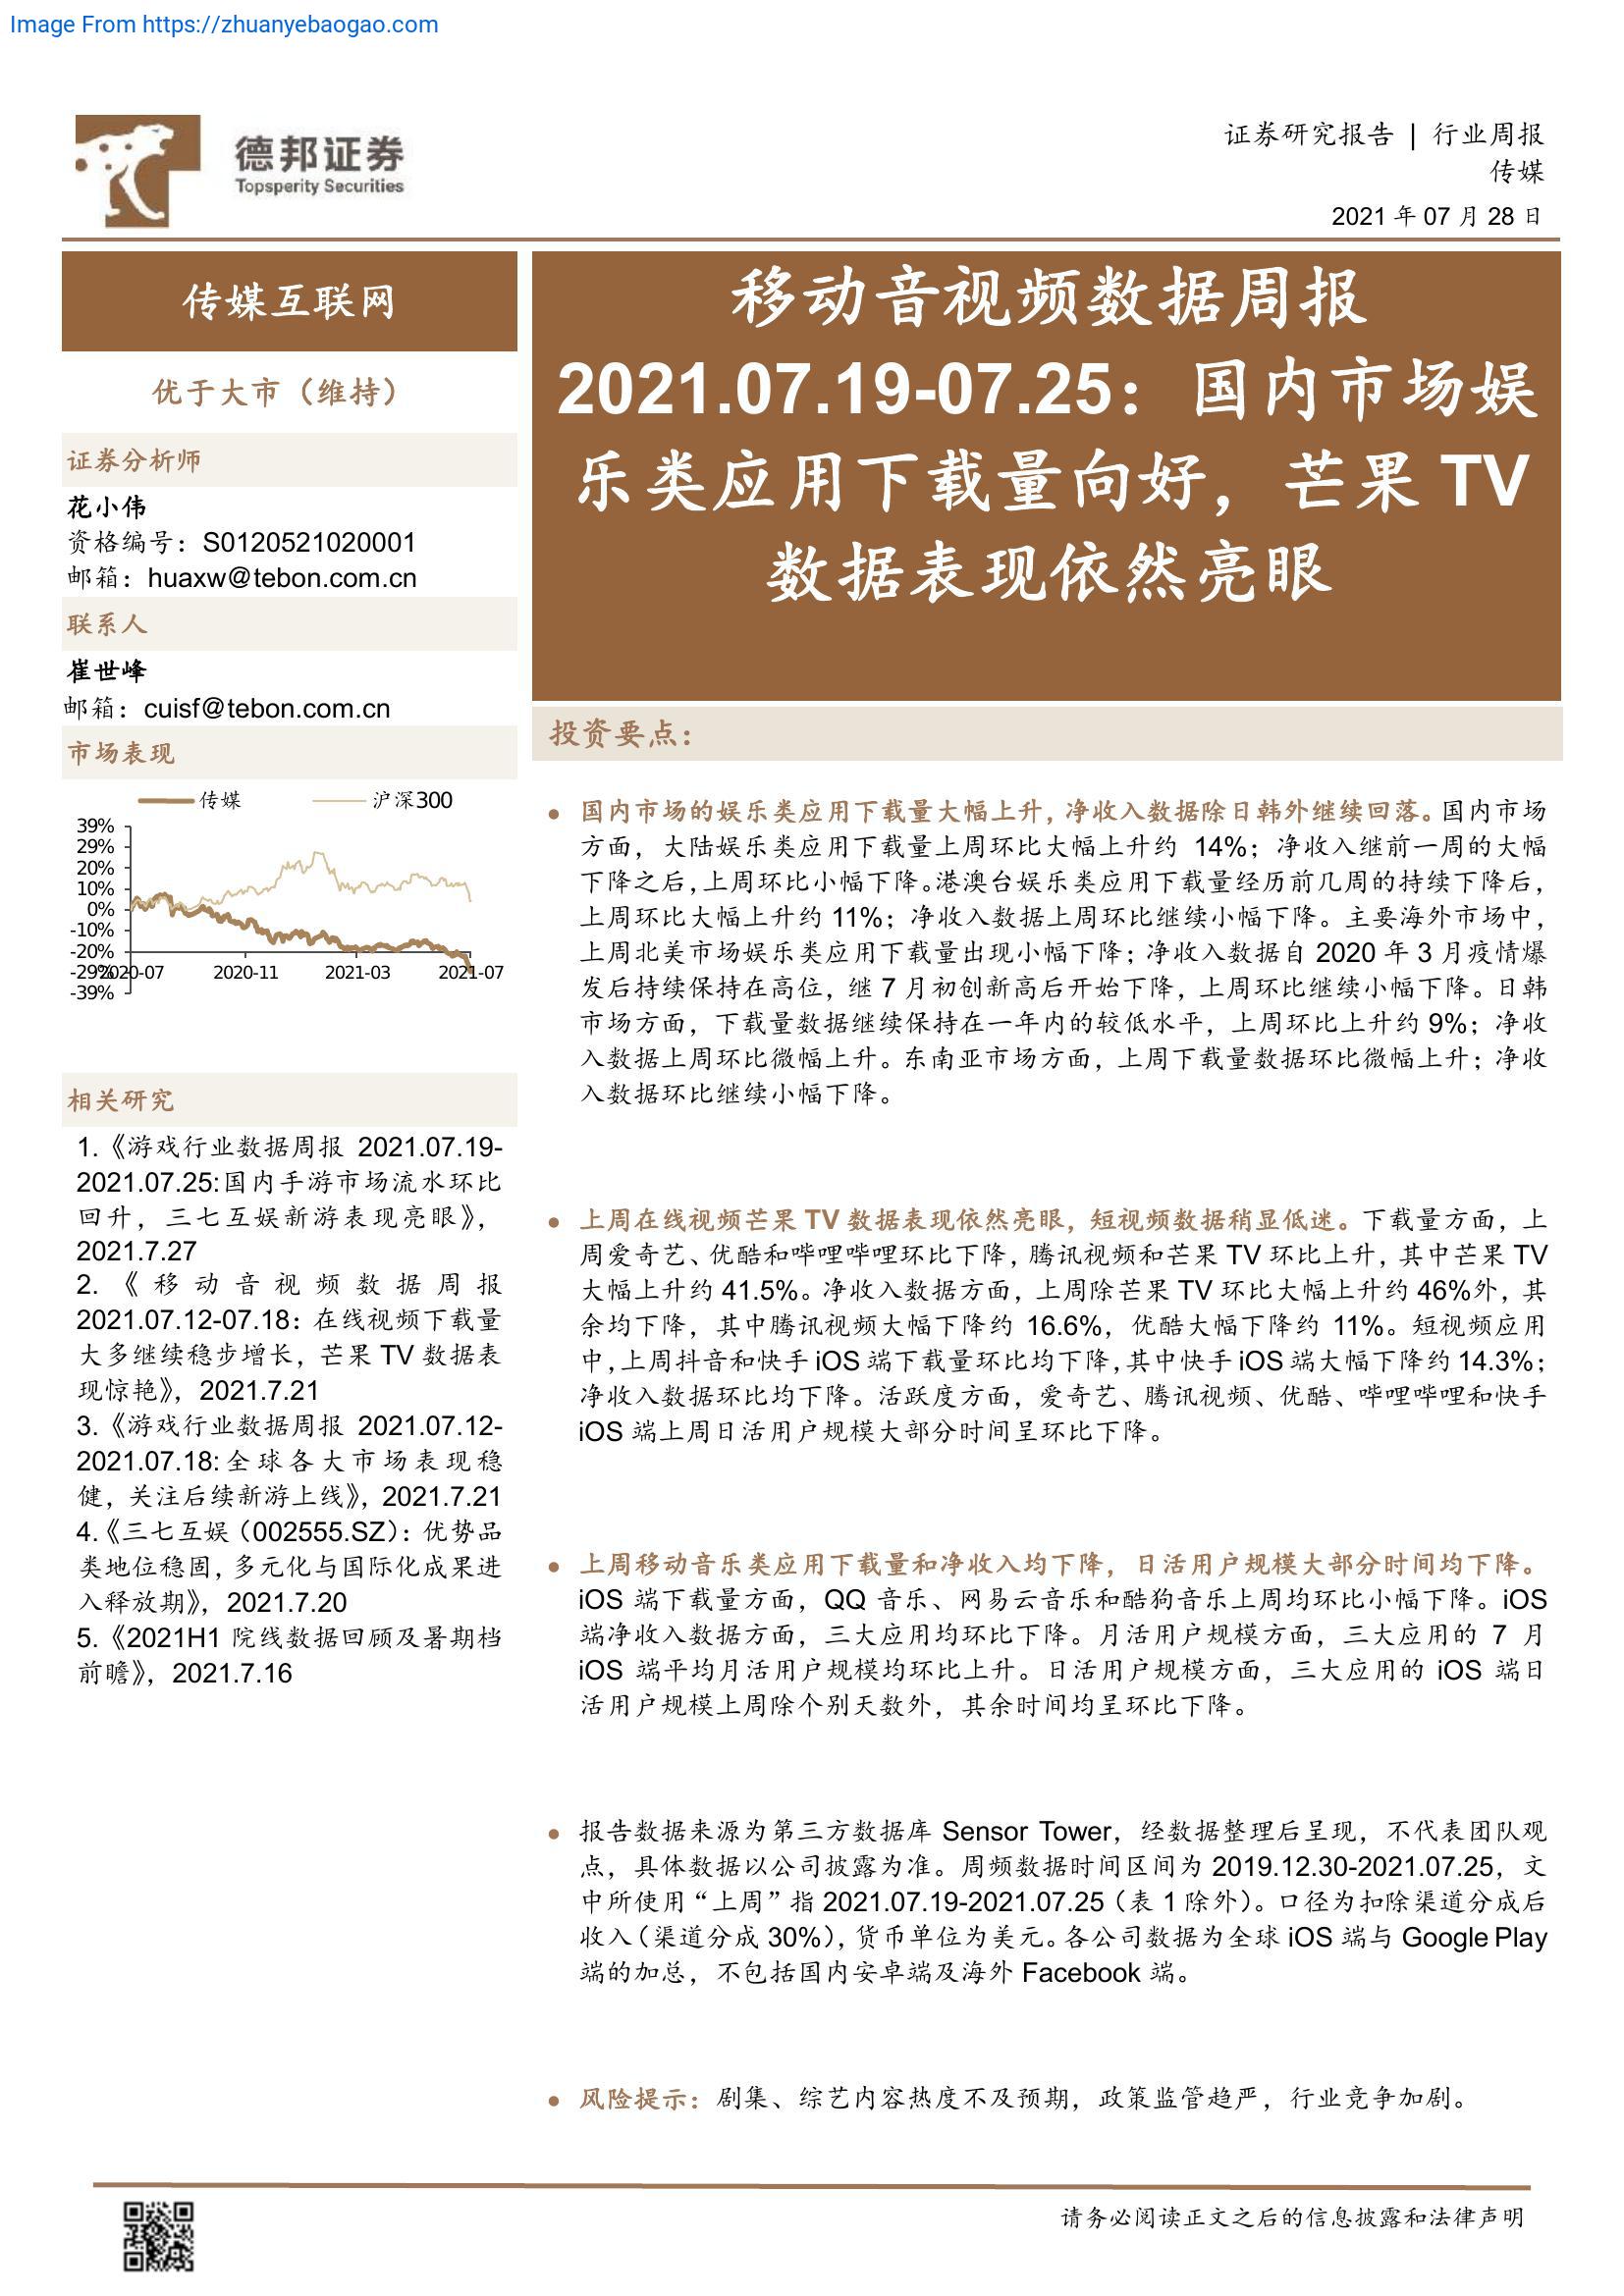 Image From https://zhuanyebaogao.com
德邦证券
Topsperity Securities
证券研究报告 | 行业周报
传媒
2021 年 07 月 28 日
传媒互联网
优于大市（维持）
证券分析师
花小伟
资格编号：S0120521020001
邮箱：huaxw@tebon.com.cn
联系人
崔世峰
邮箱：cuisf@tebon.com.cn
市场表现
传媒 沪深300
39%
29%
20%
10%
0%
-10%
-20%
-29%
-39%
2020-07 2020-11 2021-03 2021-07
相关研究
1.《游戏行业数据周报 2021.07.19-
2021.07.25:国内手游市场流水环比
回升，三七互娱新游表现亮眼》，
2021.7.27
2.《移动音视频数据周报
2021.07.12-07.18：在线视频下载量
大多继续稳步增长，芒果 TV 数据表
现惊艳》，2021.7.21
3.《游戏行业数据周报 2021.07.12-
2021.07.18:全球各大市场表现稳
健，关注后续新游上线》，2021.7.21
4.《三七互娱（002555.SZ）：优势品
类地位稳固，多元化与国际化成果进
入释放期》，2021.7.20
5.《2021H1 院线数据回顾及暑期档
前瞻》，2021.7.16
移动音视频数据周报
2021.07.19-07.25：国内市场娱
乐类应用下载量向好，芒果 TV
数据表现依然亮眼
投资要点：
● 国内市场的娱乐类应用下载量大幅上升，净收入数据除日韩外继续回落。国内市场
方面，大陆娱乐类应用下载量上周环比大幅上升约 14%；净收入继前一周的大幅
下降之后，上周环比小幅下降。港澳台娱乐类应用下载量经历前几周的持续下降后，
上周环比大幅上升约 11%；净收入数据上周环比继续小幅下降。主要海外市场中，
上周北美市场娱乐类应用下载量出现小幅下降；净收入数据自 2020 年 3 月疫情爆
发后持续保持在高位，继 7 月初创新高后开始下降，上周环比继续小幅下降。日韩
市场方面，下载量数据继续保持在一年内的较低水平，上周环比上升约 9%；净收
入数据上周环比微幅上升。东南亚市场方面，上周下载量数据环比微幅上升；净收
入数据环比继续小幅下降。
● 上周在线视频芒果 TV 数据表现依然亮眼，短视频数据稍显低迷。下载量方面，上
周爱奇艺、优酷和哔哩哔哩环比下降，腾讯视频和芒果 TV 环比上升，其中芒果 TV
大幅上升约 41.5%。净收入数据方面，上周除芒果 TV 环比大幅上升约 46%外，其
余均下降，其中腾讯视频大幅下降约 16.6%，优酷大幅下降约 11%。短视频应用
中，上周抖音和快手 iOS 端下载量环比均下降，其中快手 iOS 端大幅下降约 14.3%；
净收入数据环比均下降。活跃度方面，爱奇艺、腾讯视频、优酷、哔哩哔哩和快手
iOS 端上周日活用户规模大部分时间呈环比下降。
● 上周移动音乐类应用下载量和净收入均下降，日活用户规模大部分时间均下降。
iOS 端下载量方面，QQ 音乐、网易云音乐和酷狗音乐上周均环比小幅下降。iOS
端净收入数据方面，三大应用均环比下降。月活用户规模方面，三大应用的 7 月
iOS 端平均月活用户规模均环比上升。日活用户规模方面，三大应用的 iOS 端日
活用户规模上周除个别天数外，其余时间均呈环比下降。
● 报告数据来源为第三方数据库 Sensor Tower，经数据整理后呈现，不代表团队观
点，具体数据以公司披露为准。周频数据时间区间为 2019.12.30-2021.07.25，文
中所使用“上周”指 2021.07.19-2021.07.25（表 1 除外）。口径为扣除渠道分成后
收入（渠道分成 30%），货币单位为美元。各公司数据为全球 iOS 端与 Google Play
端的加总，不包括国内安卓端及海外 Facebook 端。
● 风险提示：剧集、综艺内容热度不及预期，政策监管趋严，行业竞争加剧。
请务必阅读正文之后的信息披露和法律声明